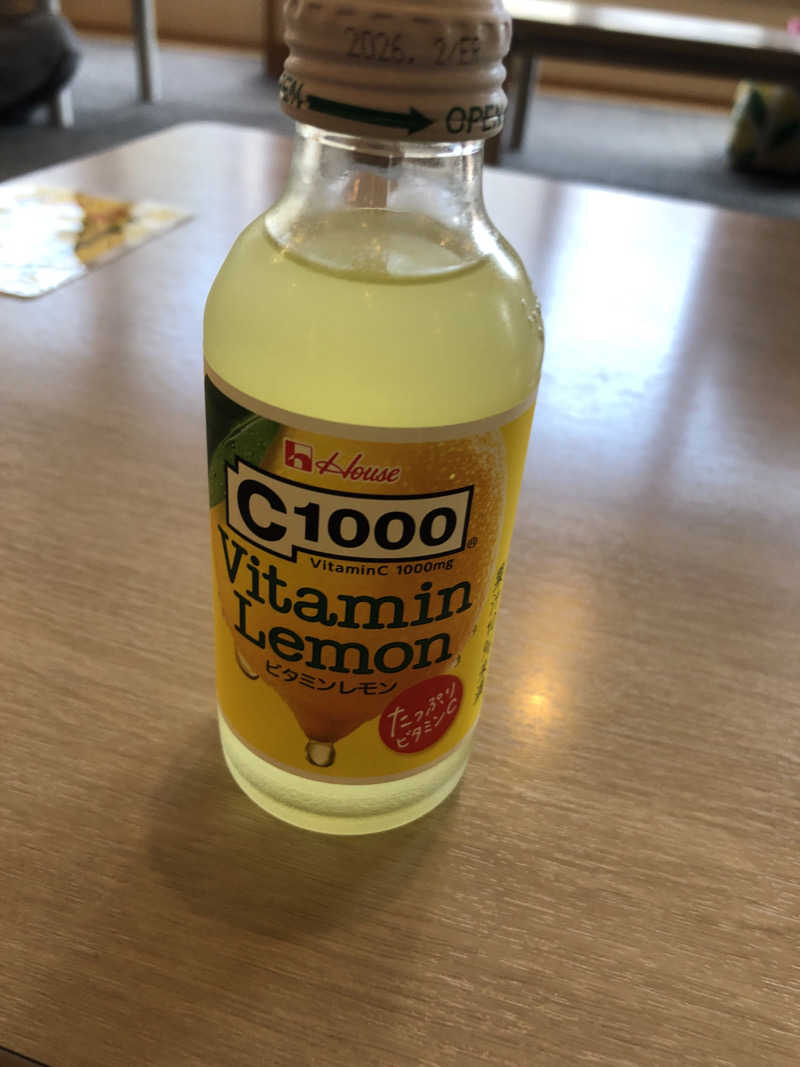 2026. 2/EP
OPEN
House
C1000®
VitaminC 1000mg
Vitamin
Lemon
ビタミンレモン
たっぷり
ビタミンC